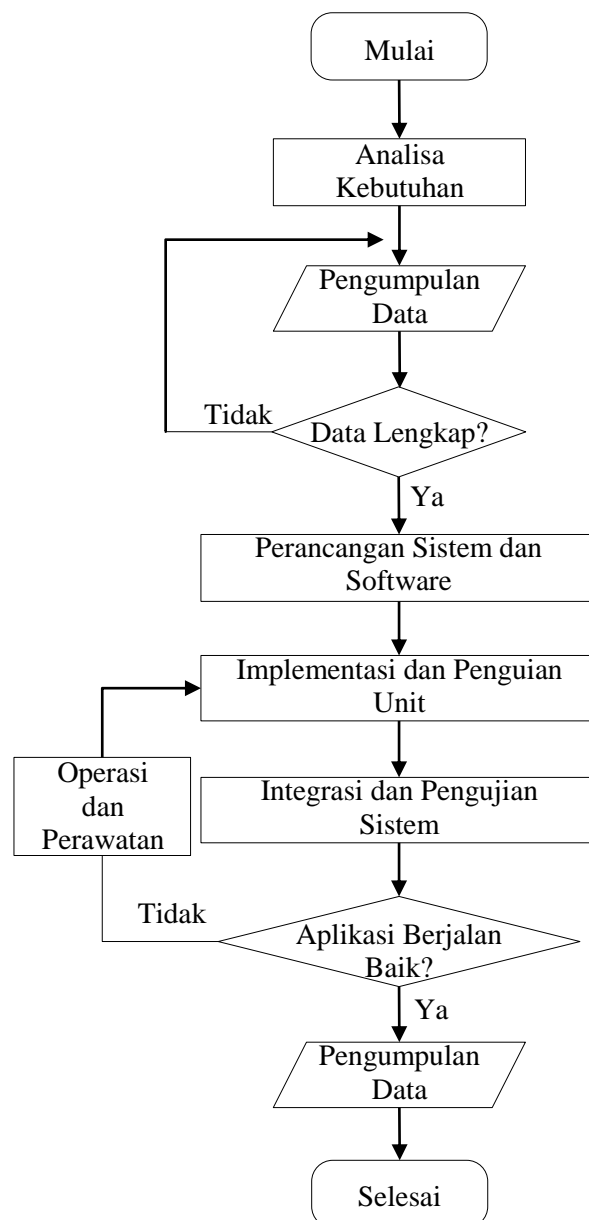 Mulai
Analisa
Kebutuhan
Pengumpulan
Data
Tidak
Data Lengkap?
Ya
Perancangan Sistem dan
Software
Implementasi dan Penguian
Unit
Operasi
dan
Perawatan
Integrasi dan Pengujian
Sistem
Tidak
Aplikasi Berjalan
Baik?
Ya
Pengumpulan
Data
Selesai